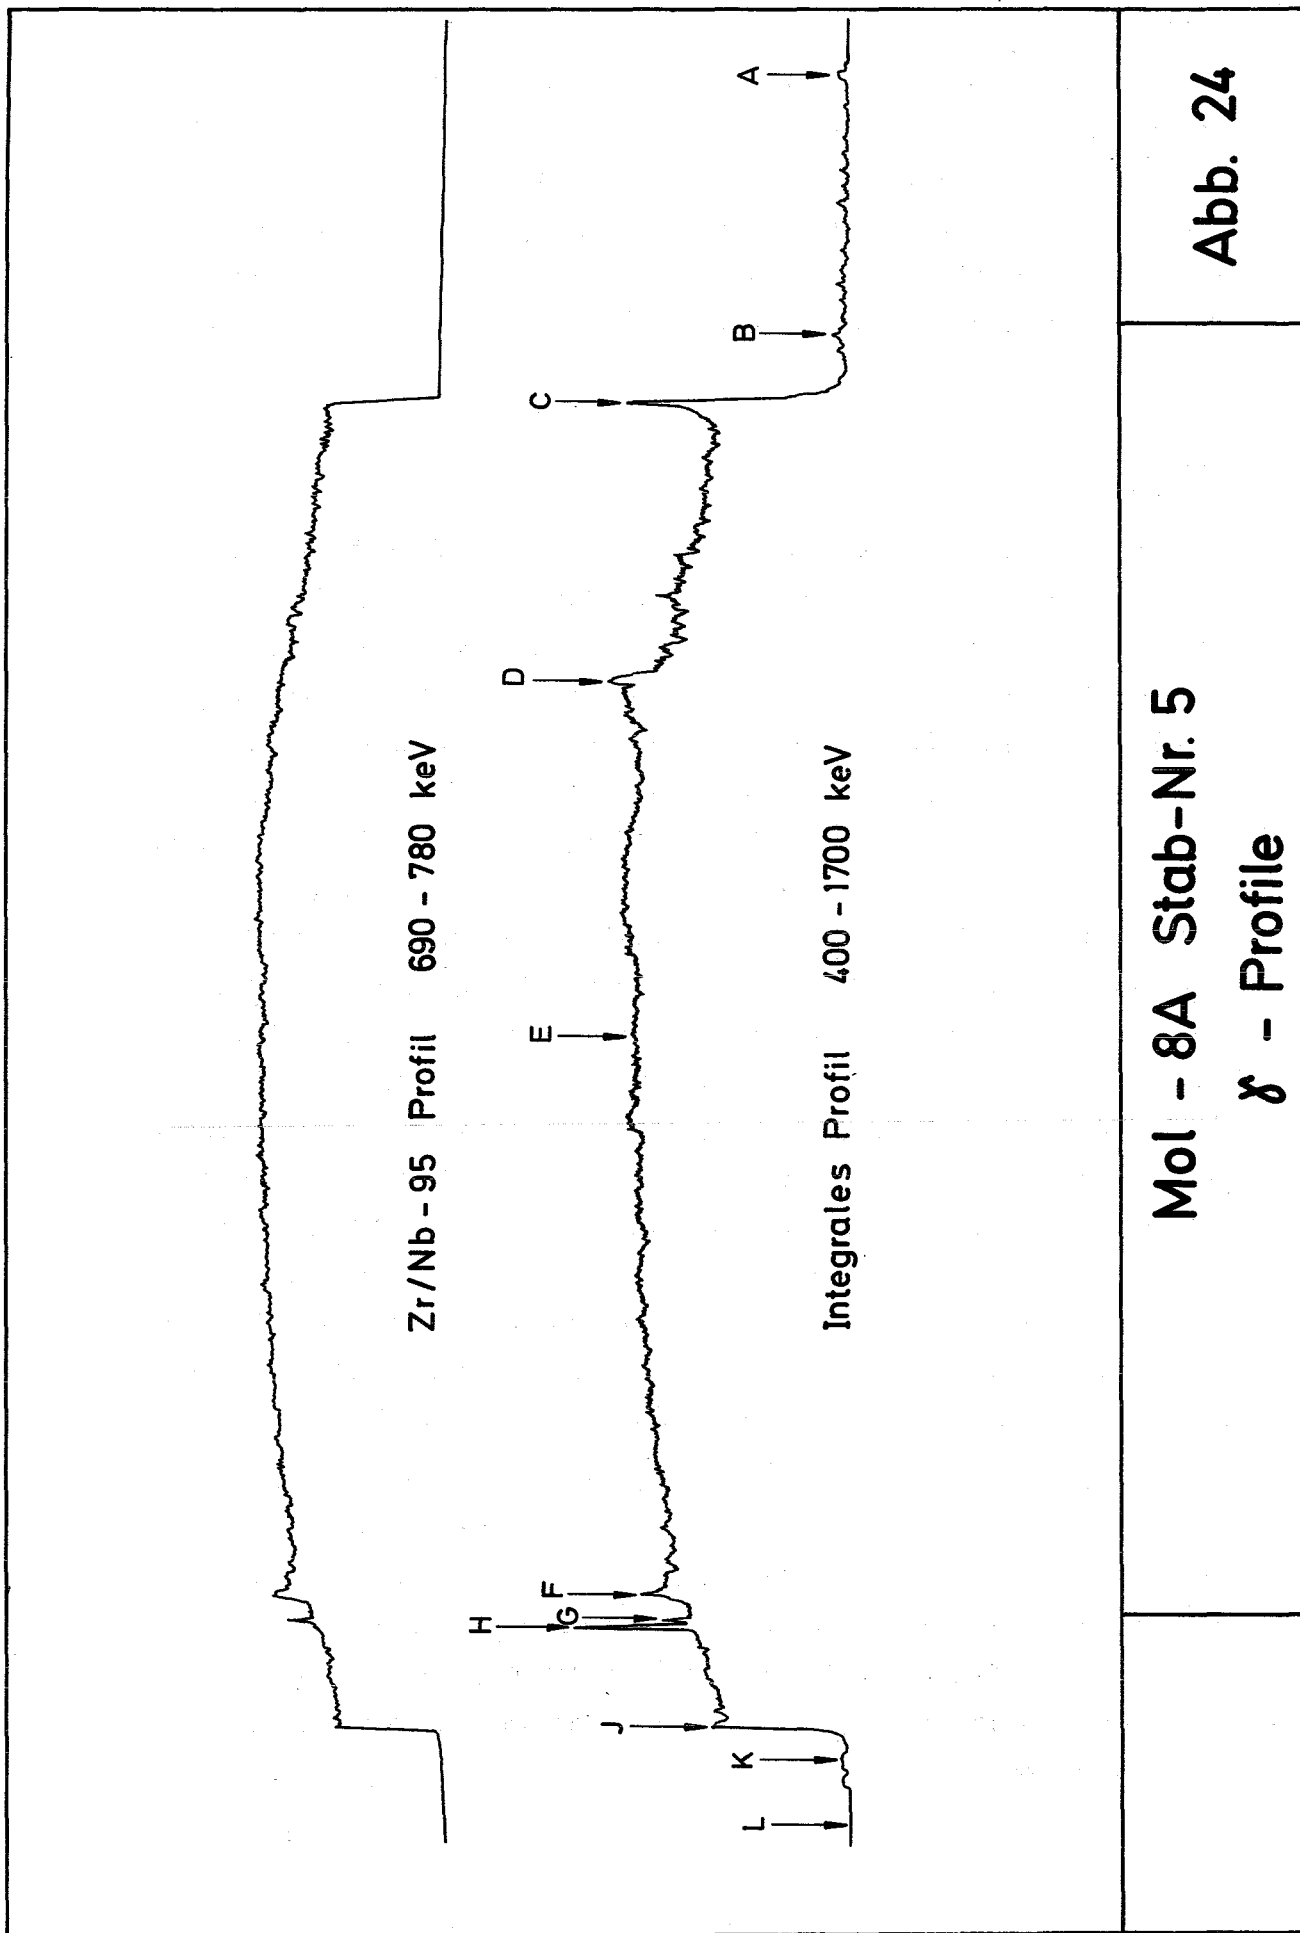 Zr/Nb - 95 Profil 690 - 780 keV
H
F
G
J
K
L
E
D
C
B
A
Integrales Profil 400 - 1700 keV
Mol - 8A Stab-Nr. 5
γ - Profile
Abb. 24